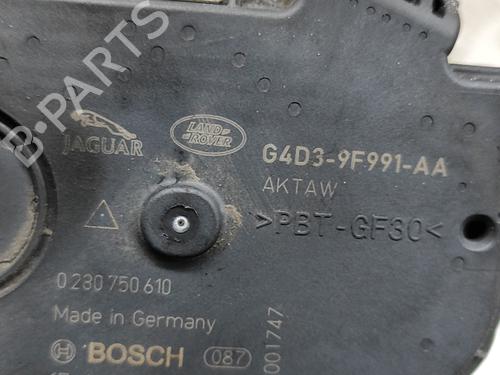 B-PARTS
JAGUAR
LAND
ROVER
G4D3-9F991-AA
AKTAW
>PBT-GF30<
0 280 750 610
Made in Germany
BOSCH
087
001747